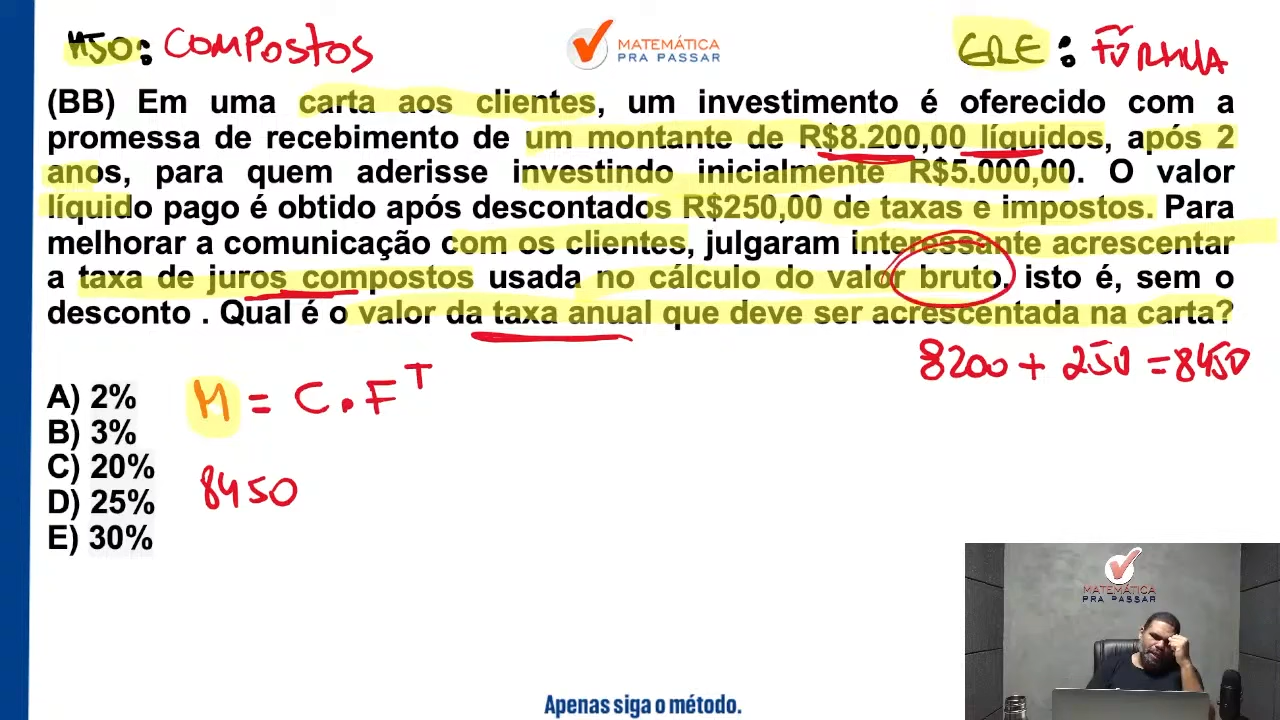 MJO: COMPOSTOS
MATEMÁTICA
PRA PASSAR
GRE: FÓRMULA
(BB) Em uma carta aos clientes, um investimento é oferecido com a
promessa de recebimento de um montante de R$8.200,00 líquidos, após 2
anos, para quem aderisse investindo inicialmente R$5.000,00. O valor
líquido pago é obtido após descontados R$250,00 de taxas e impostos. Para
melhorar a comunicação com os clientes, julgaram interessante acrescentar
a taxa de juros compostos usada no cálculo do valor bruto. isto é, sem o
desconto . Qual é o valor da taxa anual que deve ser acrescentada na carta?
8200 + 250 = 8450
A) 2%
M = C . F^T
B) 3%
C) 20%
8450
D) 25%
E) 30%
MATEMÁTICA
PRA PASSAR
Apenas siga o método.